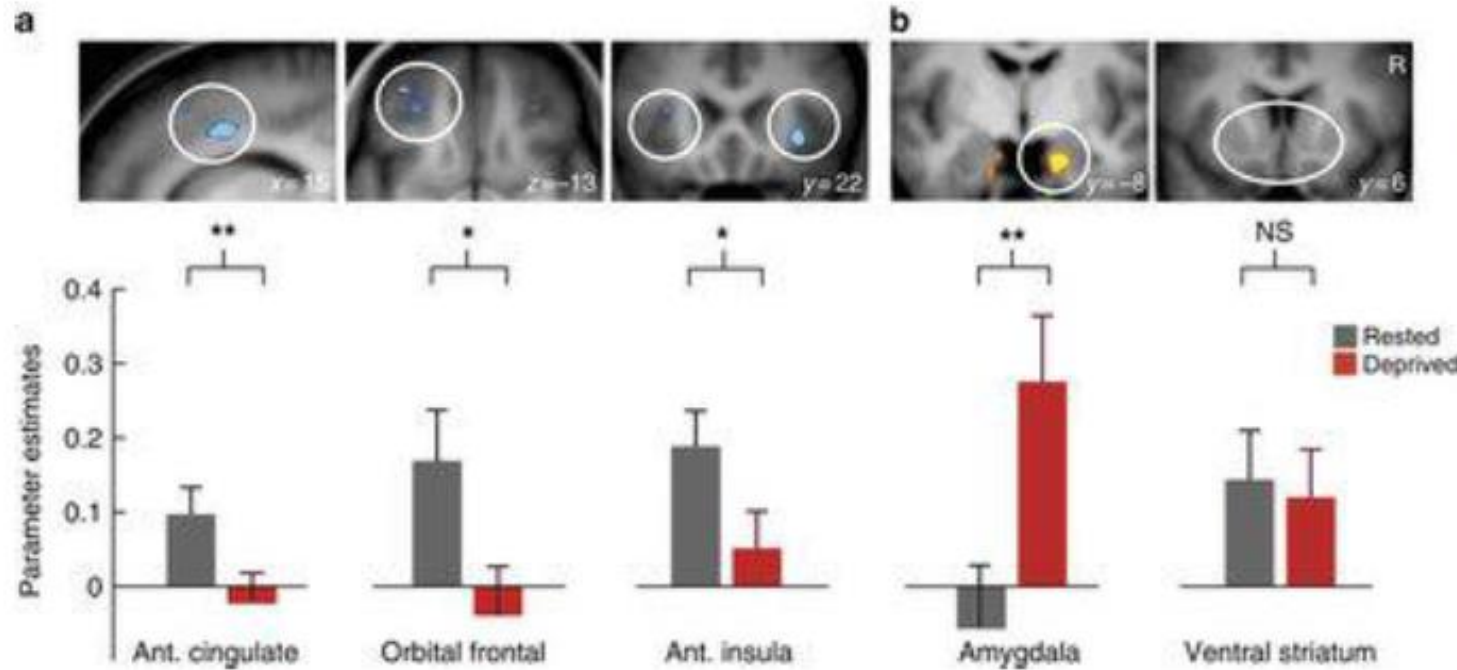 a
b
x = 15
z = −13
y = 22
y = −8
R
y = 6
**
*
*
**
NS
0.4
0.3
0.2
0.1
0
Parameter estimates
Rested
Deprived
Ant. cingulate
Orbital frontal
Ant. insula
Amygdala
Ventral striatum